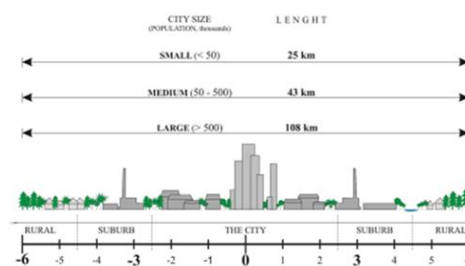 CITY SIZE LENGHT
(POPULATION, thousands)
SMALL (< 50) 25 km
MEDIUM (50 - 500) 43 km
LARGE (> 500) 108 km
RURAL SUBURB THE CITY SUBURB RURAL
-6 -5 -4 -3 -2 -1 0 1 2 3 4 5 6